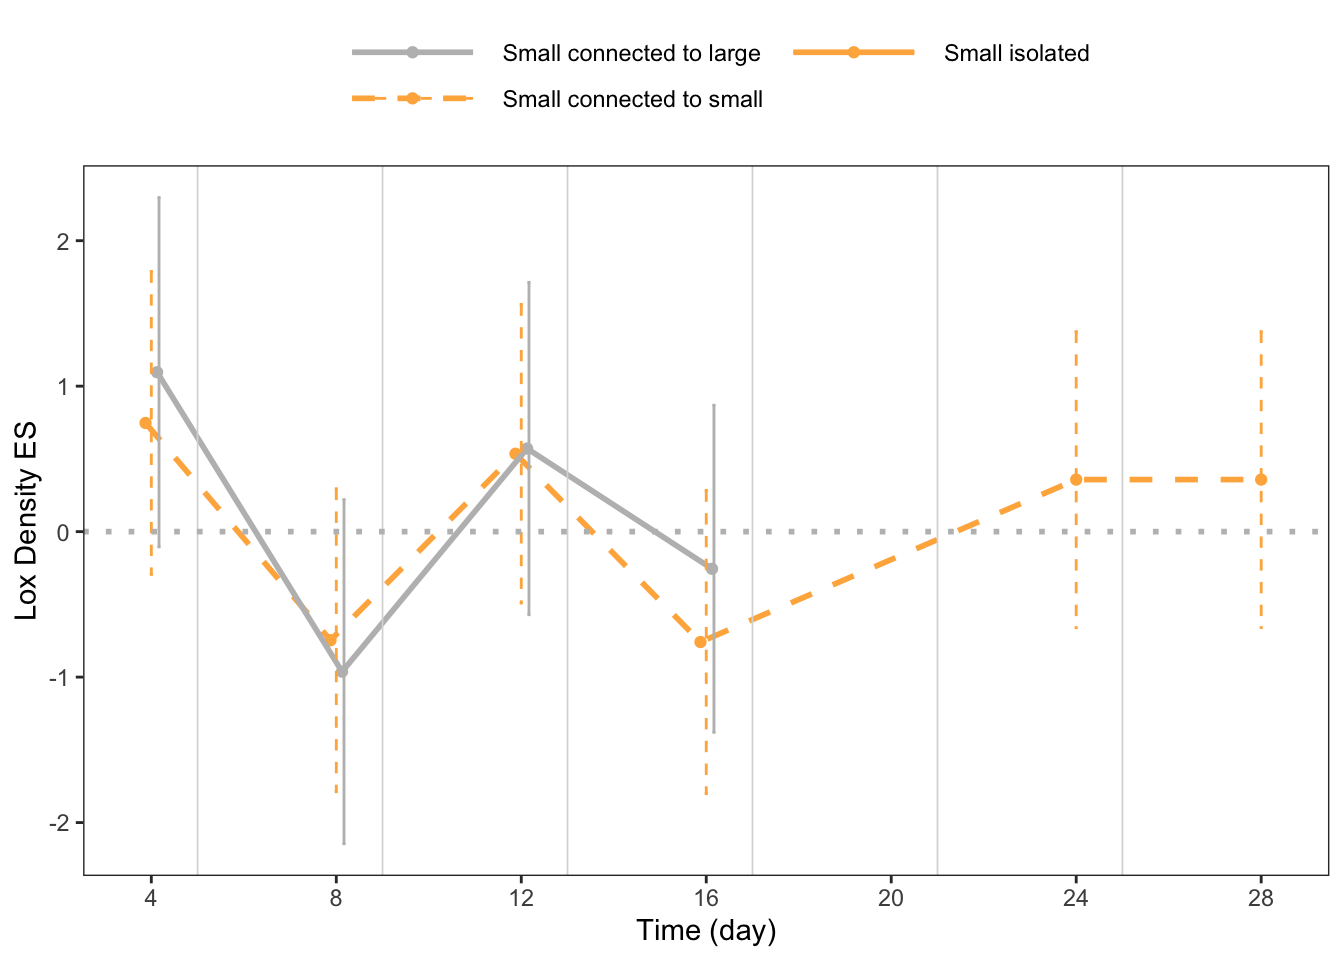 Small connected to large
Small isolated
Small connected to small
Lox Density ES
2
1
0
-1
-2
4
8
12
16
20
24
28
Time (day)